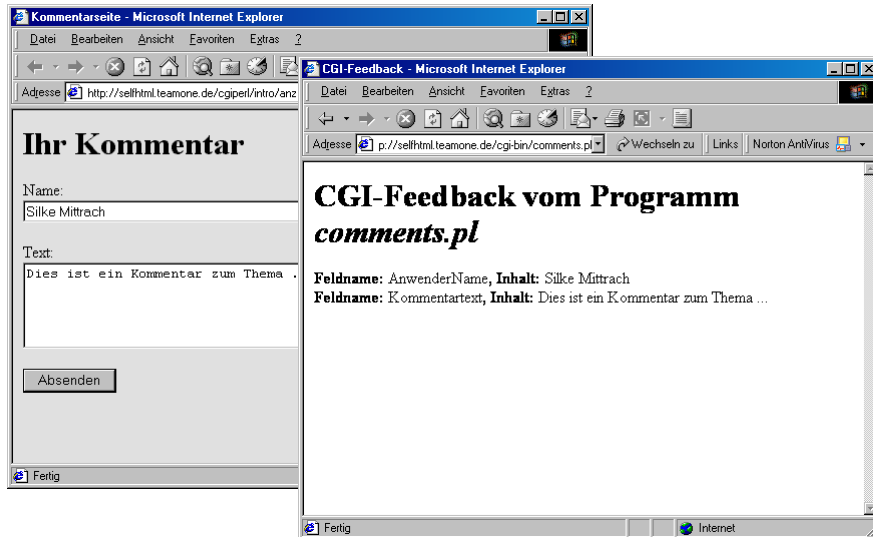 Kommentarseite - Microsoft Internet Explorer
Datei Bearbeiten Ansicht Favoriten Extras ?
Adresse http://selfhtml.teamone.de/cgiperl/intro/anz
Ihr Kommentar
Name:
Silke Mittrach
Text:
Dies ist ein Kommentar zum Thema .
Absenden
Fertig
CGI-Feedback - Microsoft Internet Explorer
Datei Bearbeiten Ansicht Favoriten Extras ?
Adresse p://selfhtml.teamone.de/cgi-bin/comments.pl Wechseln zu Links Norton AntiVirus
CGI-Feedback vom Programm
comments.pl
Feldname: AnwenderName, Inhalt: Silke Mittrach
Feldname: Kommentartext, Inhalt: Dies ist ein Kommentar zum Thema ...
Fertig Internet